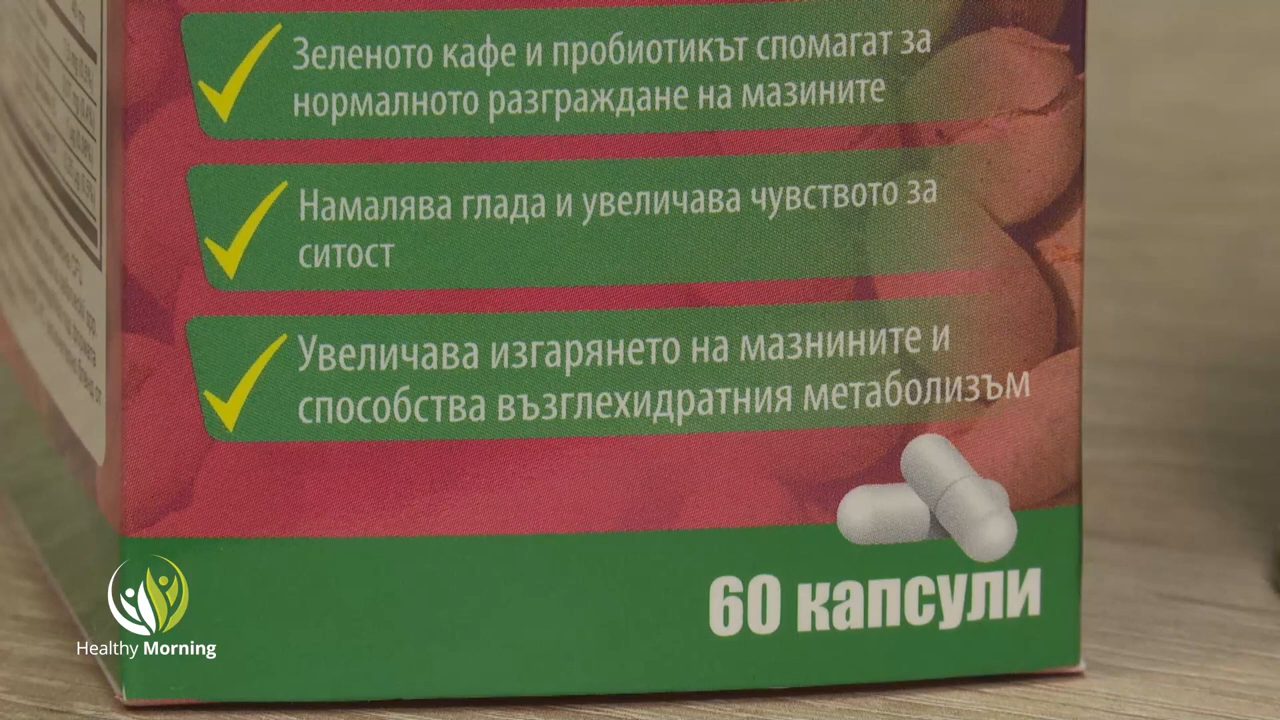 Зеленото кафе и пробиотикът спомагат за
нормалното разграждане на мазините
Намалява глада и увеличава чувството за
ситост
Увеличава изгарянето на мазнините и
способства възглехидратния метаболизъм
60 капсули
Healthy Morning